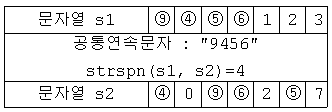 문자열 s1 ⑨ ④ ⑤ ⑥ 1 2 3
공통연속문자 : "9456"
strspn(s1, s2)=4
문자열 s2 ④ 0 ⑨ ⑥ 2 ⑤ 7